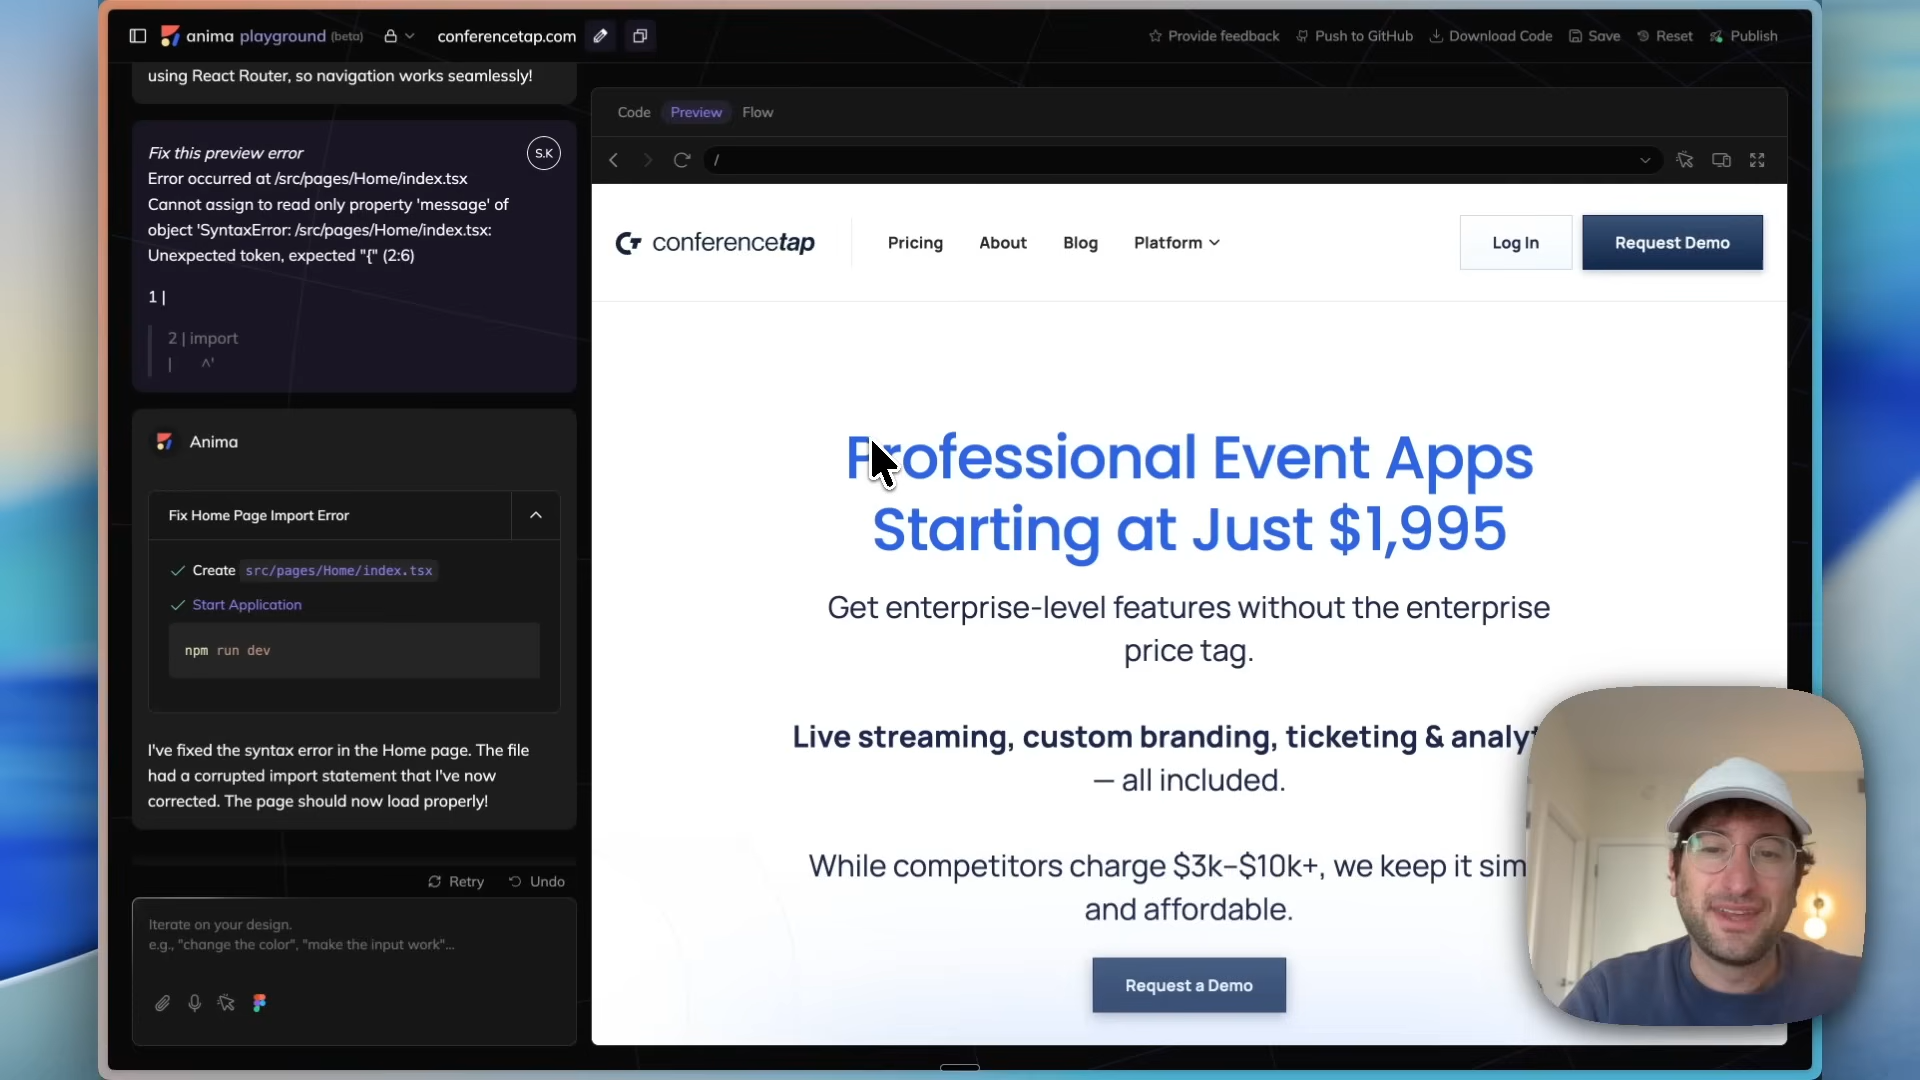 anima playground (beta)
conferencetap.com
Provide feedback
Push to GitHub
Download Code
Save
Reset
Publish
using React Router, so navigation works seamlessly!
Fix this preview error
S.K
Error occurred at /src/pages/Home/index.tsx
Cannot assign to read only property 'message' of
object 'SyntaxError: /src/pages/Home/index.tsx:
Unexpected token, expected "{" (2:6)
1 |
2 | import
| ^'
Anima
Fix Home Page Import Error
Create src/pages/Home/index.tsx
Start Application
npm run dev
I've fixed the syntax error in the Home page. The file
had a corrupted import statement that I've now
corrected. The page should now load properly!
Retry
Undo
Iterate on your design.
e.g., "change the color", "make the input work"...
Code
Preview
Flow
/
conferencetap
Pricing
About
Blog
Platform
Log In
Request Demo
Professional Event Apps
Starting at Just $1,995
Get enterprise-level features without the enterprise
price tag.
Live streaming, custom branding, ticketing & analyt
— all included.
While competitors charge $3k–$10k+, we keep it sim
and affordable.
Request a Demo